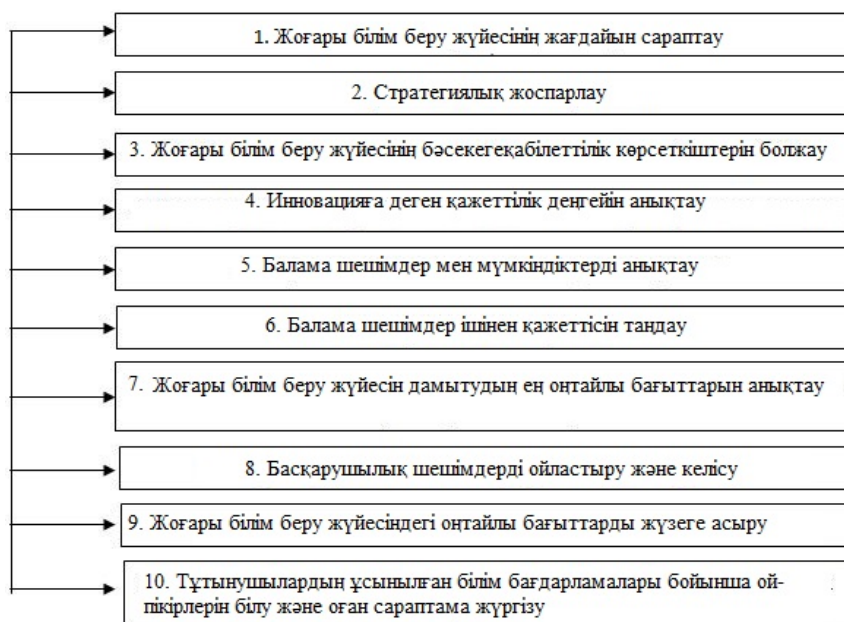 1. Жоғары білім беру жүйесінің жағдайын сараптау
2. Стратегиялық жоспарлау
3. Жоғары білім беру жүйесінің бәсекегеқабілеттілік көрсеткіштерін болжау
4. Инновацияға деген қажеттілік деңгейін анықтау
5. Балама шешімдер мен мүмкіндіктерді анықтау
6. Балама шешімдер ішінен қажеттісін таңдау
7. Жоғары білім беру жүйесін дамытудың ең оңтайлы бағыттарын анықтау
8. Басқарушылық шешімдерді ойластыру және келісу
9. Жоғары білім беру жүйесіндегі оңтайлы бағыттарды жүзеге асыру
10. Тұтынушылардың ұсынылған білім бағдарламалары бойынша ой-
пікірлерін білу және оған сараптама жүргізу